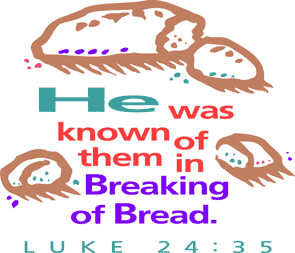 He was
known of
them in
Breaking
of Bread.
LUKE 24:35